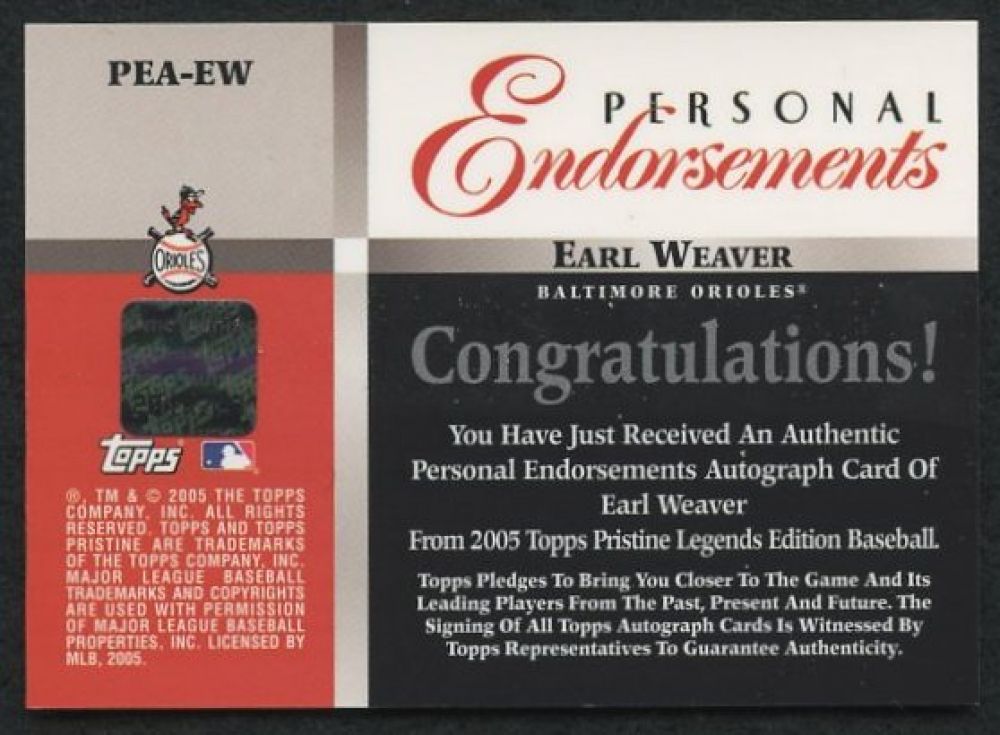 PEA-EW
ORIOLES
Topps
®, TM & © 2005 THE TOPPS
COMPANY, INC. ALL RIGHTS
RESERVED. TOPPS AND TOPPS
PRISTINE ARE TRADEMARKS
OF THE TOPPS COMPANY, INC.
MAJOR LEAGUE BASEBALL
TRADEMARKS AND COPYRIGHTS
ARE USED WITH PERMISSION
OF MAJOR LEAGUE BASEBALL
PROPERTIES, INC. LICENSED BY
MLB, 2005.
PERSONAL
Endorsements
EARL WEAVER
BALTIMORE ORIOLES®
Congratulations!
You Have Just Received An Authentic
Personal Endorsements Autograph Card Of
Earl Weaver
From 2005 Topps Pristine Legends Edition Baseball.
Topps Pledges To Bring You Closer To The Game And Its
Leading Players From The Past, Present And Future. The
Signing Of All Topps Autograph Cards Is Witnessed By
Topps Representatives To Guarantee Authenticity.